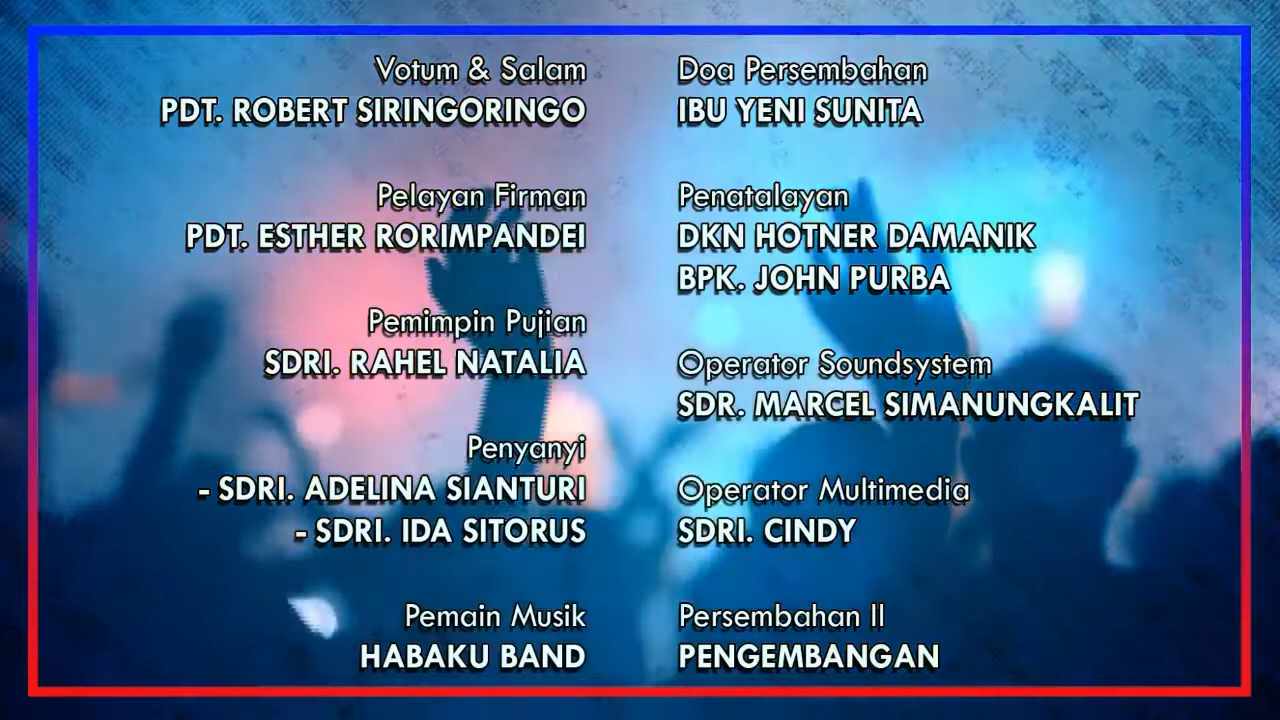 Votum & Salam
PDT. ROBERT SIRINGORINGO
Pelayan Firman
PDT. ESTHER RORIMPANDEI
Pemimpin Pujian
SDRI. RAHEL NATALIA
Penyanyi
- SDRI. ADELINA SIANTURI
- SDRI. IDA SITORUS
Pemain Musik
HABAKU BAND
Doa Persembahan
IBU YENI SUNITA
Penatalayan
DKN HOTNER DAMANIK
BPK. JOHN PURBA
Operator Soundsystem
SDR. MARCEL SIMANUNGKALIT
Operator Multimedia
SDRI. CINDY
Persembahan II
PENGEMBANGAN